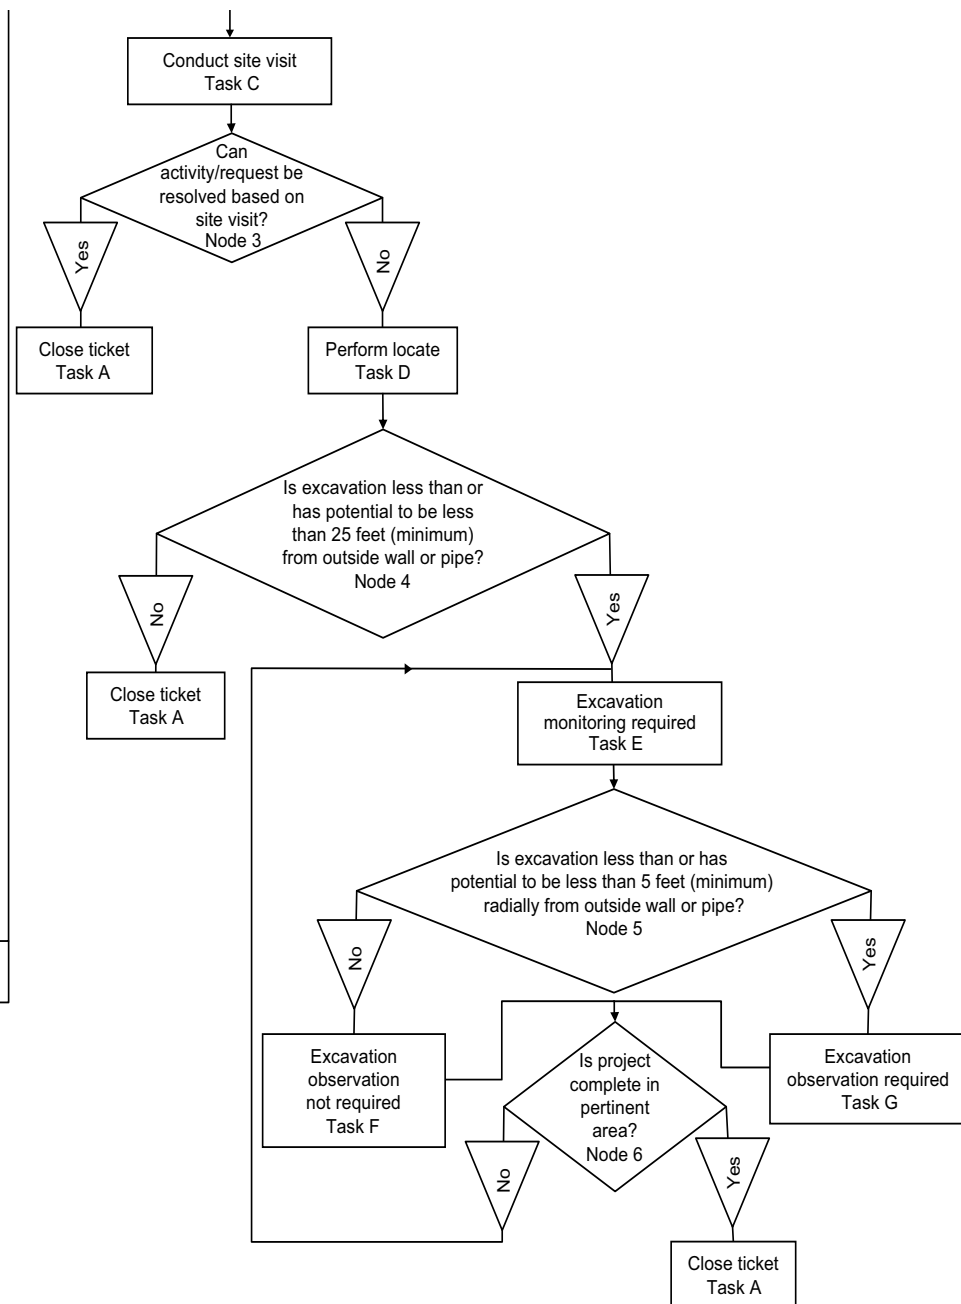 Conduct site visit
Task C
Can
activity/request be
resolved based on
site visit?
Node 3
Yes
No
Close ticket
Task A
Perform locate
Task D
Is excavation less than or
has potential to be less
than 25 feet (minimum)
from outside wall or pipe?
Node 4
No
Yes
Close ticket
Task A
Excavation
monitoring required
Task E
Is excavation less than or has
potential to be less than 5 feet (minimum)
radially from outside wall or pipe?
Node 5
No
Yes
Excavation
observation
not required
Task F
Is project
complete in
pertinent
area?
Node 6
Excavation
observation required
Task G
No
Yes
Close ticket
Task A